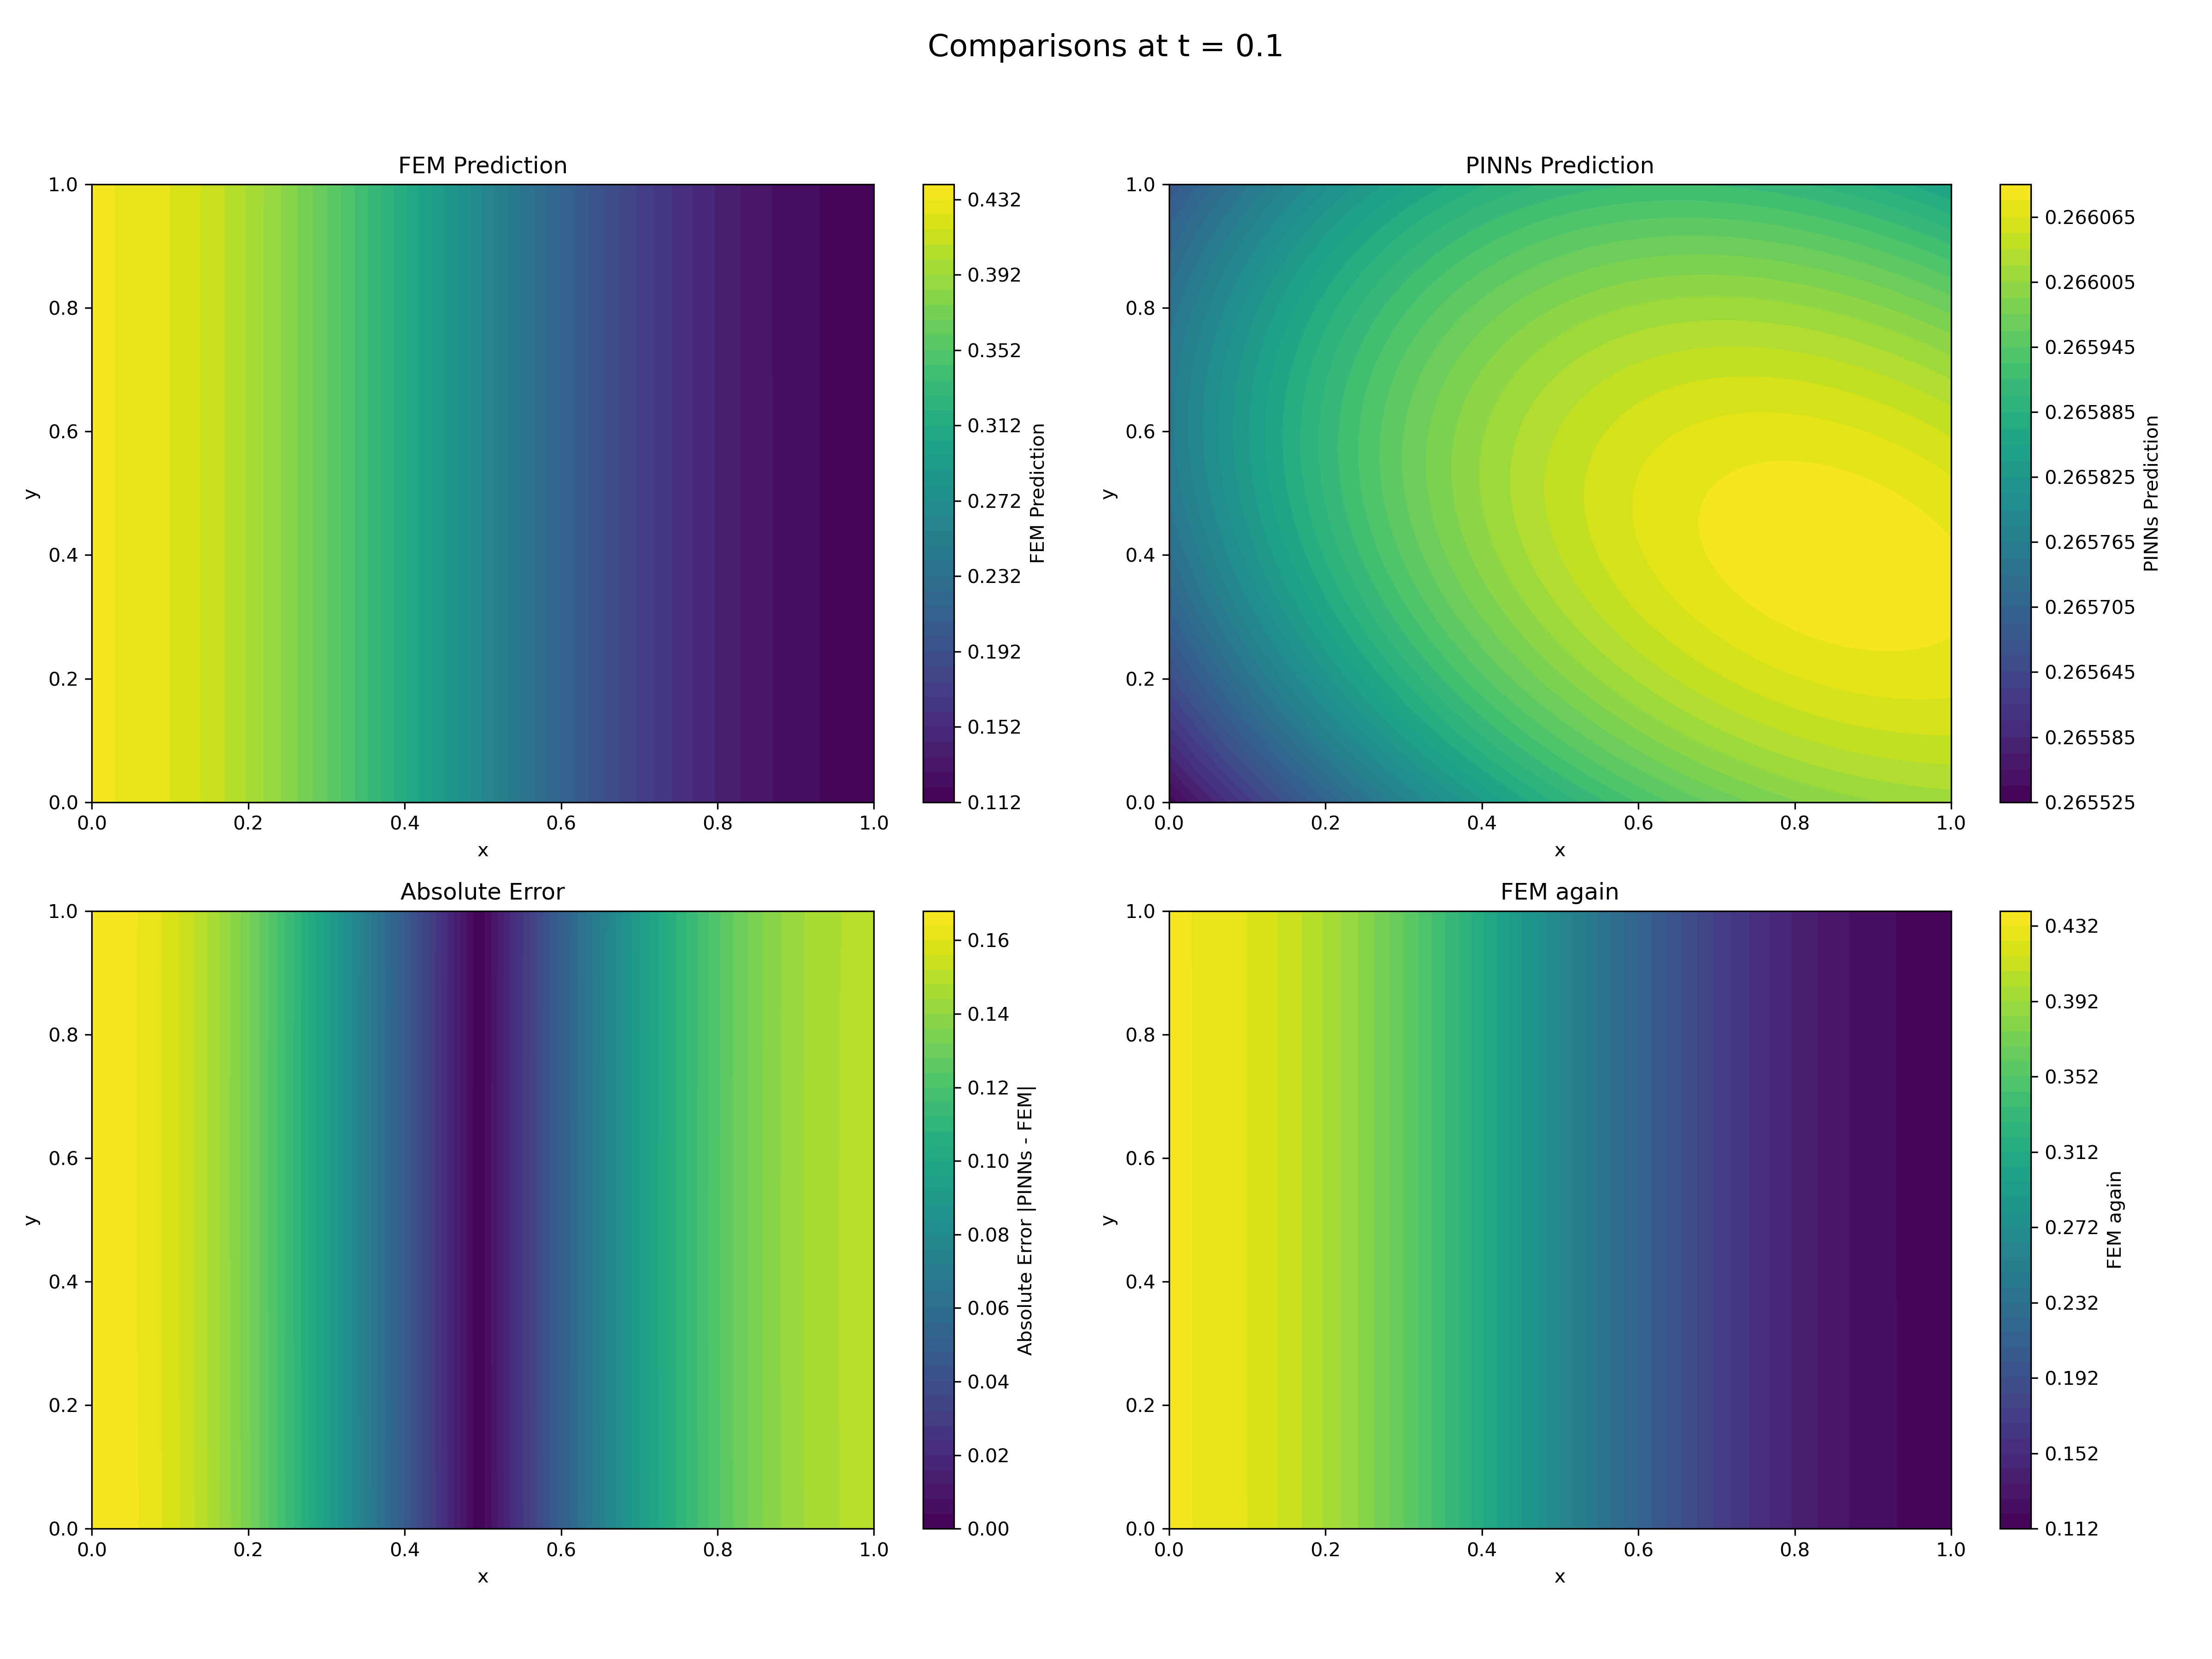 Comparisons at t = 0.1
FEM Prediction
1.0
0.8
0.6
0.4
0.2
0.0
y
0.0 0.2 0.4 0.6 0.8 1.0
x
0.432
0.392
0.352
0.312
0.272
0.232
0.192
0.152
0.112
FEM Prediction
PINNs Prediction
1.0
0.8
0.6
0.4
0.2
0.0
y
0.0 0.2 0.4 0.6 0.8 1.0
x
0.266065
0.266005
0.265945
0.265885
0.265825
0.265765
0.265705
0.265645
0.265585
0.265525
PINNs Prediction
Absolute Error
1.0
0.8
0.6
0.4
0.2
0.0
y
0.0 0.2 0.4 0.6 0.8 1.0
x
0.16
0.14
0.12
0.10
0.08
0.06
0.04
0.02
0.00
Absolute Error |PINNs - FEM|
FEM again
1.0
0.8
0.6
0.4
0.2
0.0
y
0.0 0.2 0.4 0.6 0.8 1.0
x
0.432
0.392
0.352
0.312
0.272
0.232
0.192
0.152
0.112
FEM again